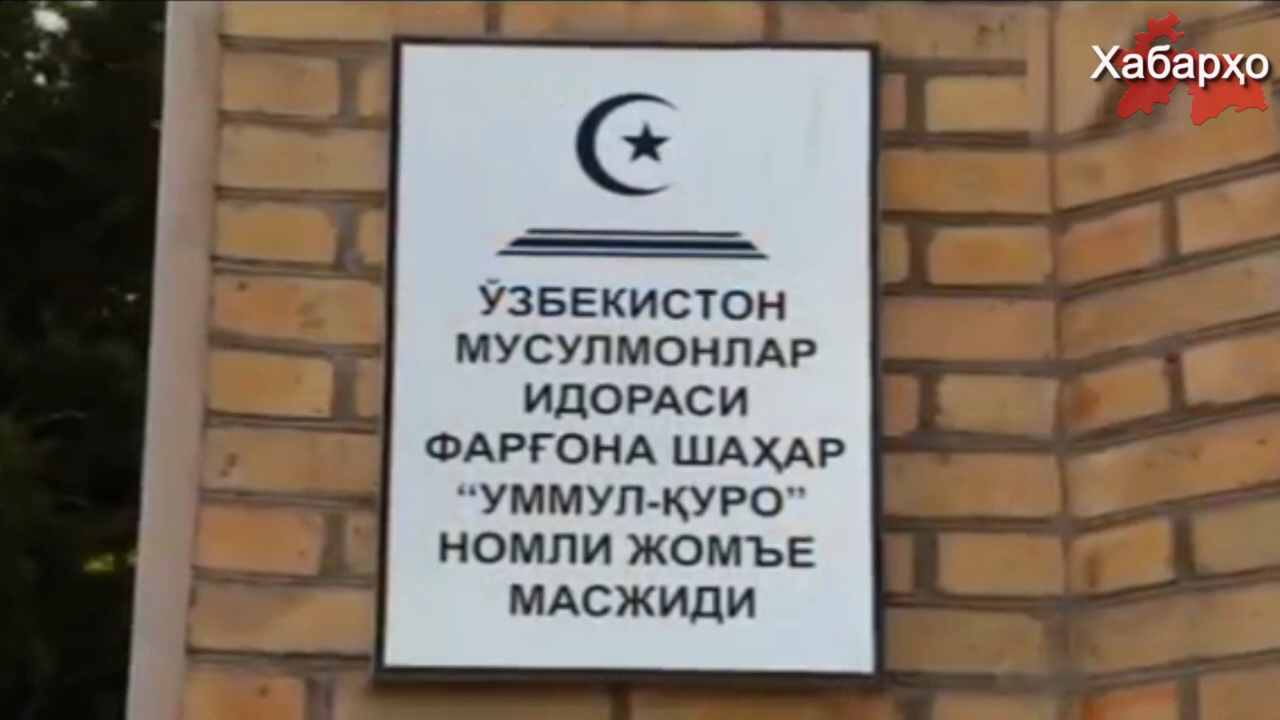 Хабарҳо
ЎЗБЕКИСТОН
МУСУЛМОНЛАР
ИДОРАСИ
ФАРҒОНА ШАҲАР
“УММУЛ-ҚУРО”
НОМЛИ ЖОМЪЕ
МАСЖИДИ